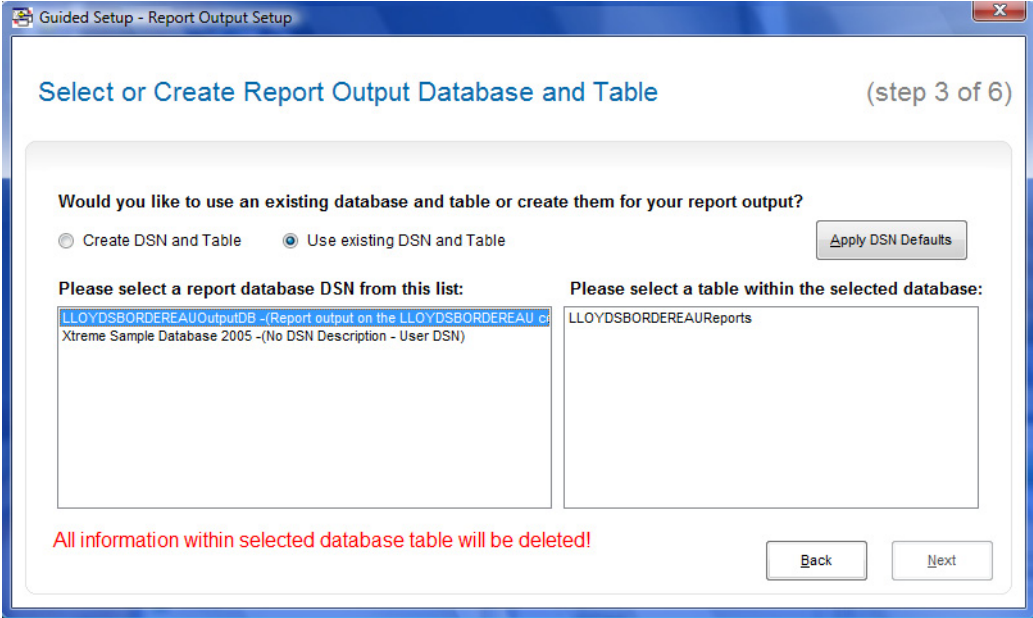 Guided Setup - Report Output Setup
Select or Create Report Output Database and Table (step 3 of 6)
Would you like to use an existing database and table or create them for your report output?
Create DSN and Table Use existing DSN and Table Apply DSN Defaults
Please select a report database DSN from this list: Please select a table within the selected database:
LLOYDSBORDEREAUOutputDB -(Report output on the LLOYDSBORDEREAU LLOYDSBORDEREAUReports
Xtreme Sample Database 2005 -(No DSN Description - User DSN)
All information within selected database table will be deleted!
Back Next